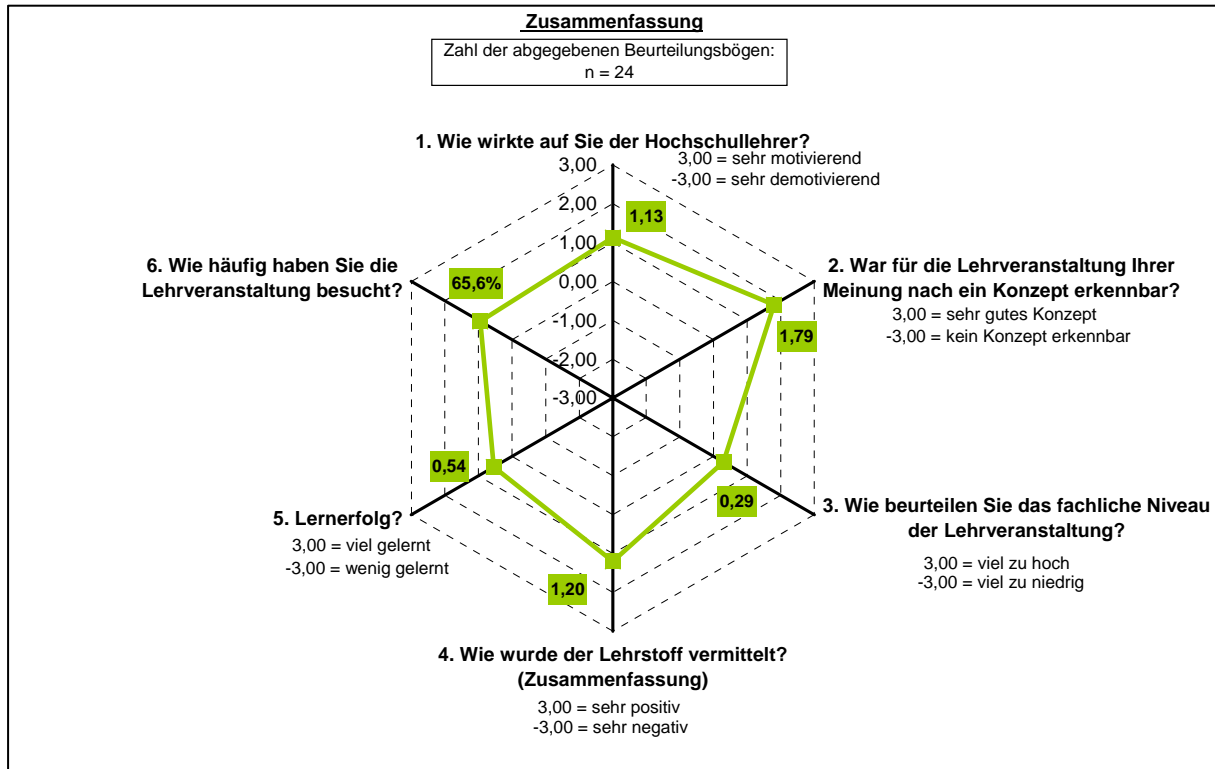 Zusammenfassung
Zahl der abgegebenen Beurteilungsbögen:
n = 24
1. Wie wirkte auf Sie der Hochschullehrer?
3,00 = sehr motivierend
-3,00 = sehr demotivierend
3,00
2,00
1,00
0,00
-1,00
-2,00
-3,00
1,13
2. War für die Lehrveranstaltung Ihrer
Meinung nach ein Konzept erkennbar?
3,00 = sehr gutes Konzept
-3,00 = kein Konzept erkennbar
1,79
3. Wie beurteilen Sie das fachliche Niveau
der Lehrveranstaltung?
3,00 = viel zu hoch
-3,00 = viel zu niedrig
0,29
4. Wie wurde der Lehrstoff vermittelt?
(Zusammenfassung)
3,00 = sehr positiv
-3,00 = sehr negativ
1,20
5. Lernerfolg?
3,00 = viel gelernt
-3,00 = wenig gelernt
0,54
6. Wie häufig haben Sie die
Lehrveranstaltung besucht?
65,6%